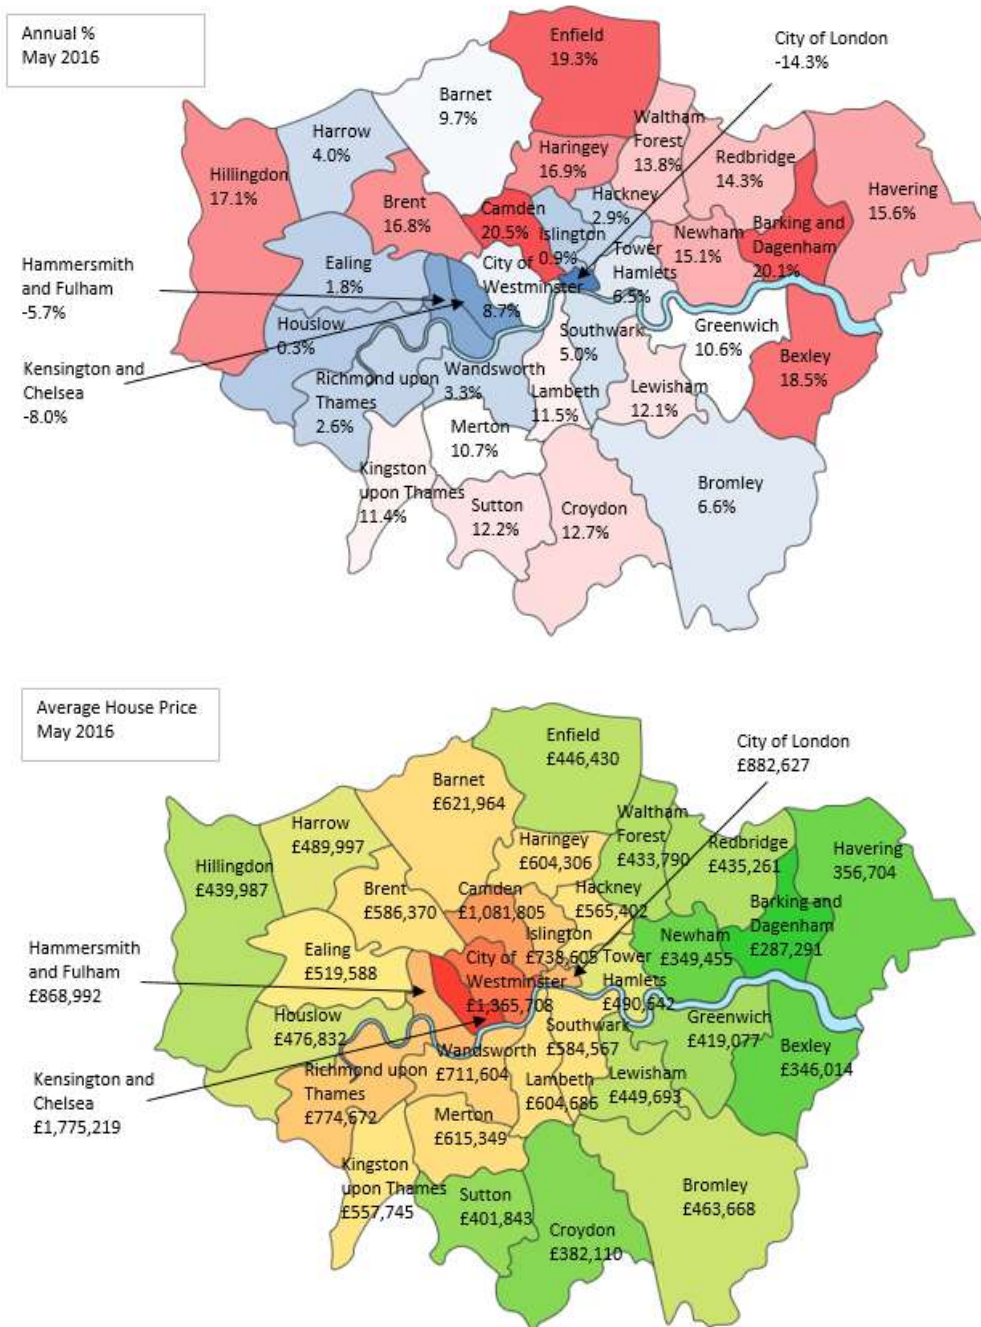 Annual %
May 2016
Enfield
19.3%
City of London
-14.3%
Barnet
9.7%
Harrow
4.0%
Waltham
Forest
13.8%
Haringey
16.9%
Redbridge
14.3%
Hillingdon
17.1%
Brent
16.8%
Hackney
2.9%
Havering
15.6%
Camden
20.5%
Islington
0.9%
Newham
15.1%
Barking and
Dagenham
20.1%
Hammersmith
and Fulham
-5.7%
Ealing
1.8%
City of
Westminster
8.7%
Tower
Hamlets
6.5%
Houslow
0.3%
Southwark
5.0%
Greenwich
10.6%
Kensington and
Chelsea
-8.0%
Richmond upon
Thames
2.6%
Wandsworth
3.3%
Lambeth
11.5%
Lewisham
12.1%
Bexley
18.5%
Merton
10.7%
Kingston
upon Thames
11.4%
Sutton
12.2%
Croydon
12.7%
Bromley
6.6%
Average House Price
May 2016
Enfield
£446,430
City of London
£882,627
Barnet
£621,964
Harrow
£489,997
Waltham
Forest
£433,790
Haringey
£604,306
Redbridge
£435,261
Havering
356,704
Hillingdon
£439,987
Brent
£586,370
Camden
£1,081,805
Hackney
£565,402
Barking and
Dagenham
£287,291
Islington
£738,605
Newham
£349,455
Hammersmith
and Fulham
£868,992
Ealing
£519,588
City of
Westminster
£1,365,708
Tower
Hamlets
£490,642
Houslow
£476,832
Southwark
£584,567
Greenwich
£419,077
Kensington and
Chelsea
£1,775,219
Richmond upon
Thames
£774,672
Wandsworth
£711,604
Lambeth
£604,686
Lewisham
£449,693
Bexley
£346,014
Merton
£615,349
Kingston
upon Thames
£557,745
Sutton
£401,843
Croydon
£382,110
Bromley
£463,668